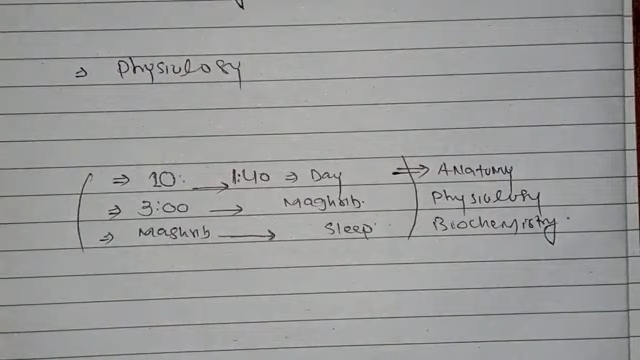 ⇒ Physiology
⇒ 10: → 1:40 ⇒ Day ⇒ Anatomy
⇒ 3:00 → Maghrib. Physiology
⇒ Maghrib → Sleep. Biochemistry.